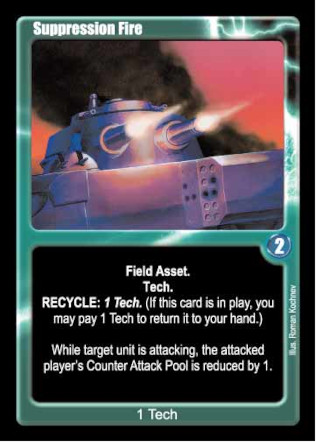 Suppression Fire
2
Field Asset.
Tech.
RECYCLE: 1 Tech. (If this card is in play, you
may pay 1 Tech to return it to your hand.)
While target unit is attacking, the attacked
player's Counter Attack Pool is reduced by 1.
Illus. Roman Kochnev
1 Tech